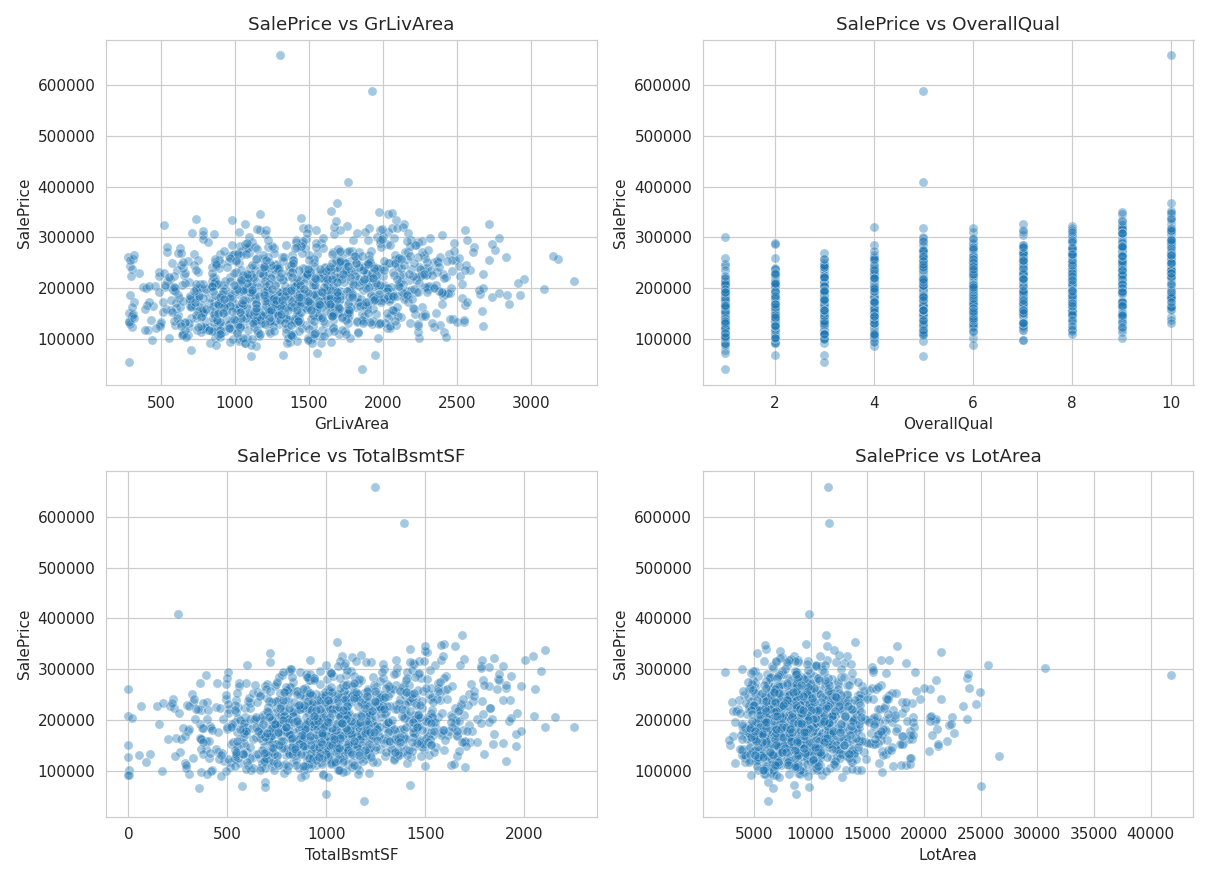 SalePrice vs GrLivArea
600000
500000
400000
300000
200000
100000
SalePrice
500 1000 1500 2000 2500 3000
GrLivArea
SalePrice vs OverallQual
600000
500000
400000
300000
200000
100000
SalePrice
2 4 6 8 10
OverallQual
SalePrice vs TotalBsmtSF
600000
500000
400000
300000
200000
100000
SalePrice
0 500 1000 1500 2000
TotalBsmtSF
SalePrice vs LotArea
600000
500000
400000
300000
200000
100000
SalePrice
5000 10000 15000 20000 25000 30000 35000 40000
LotArea